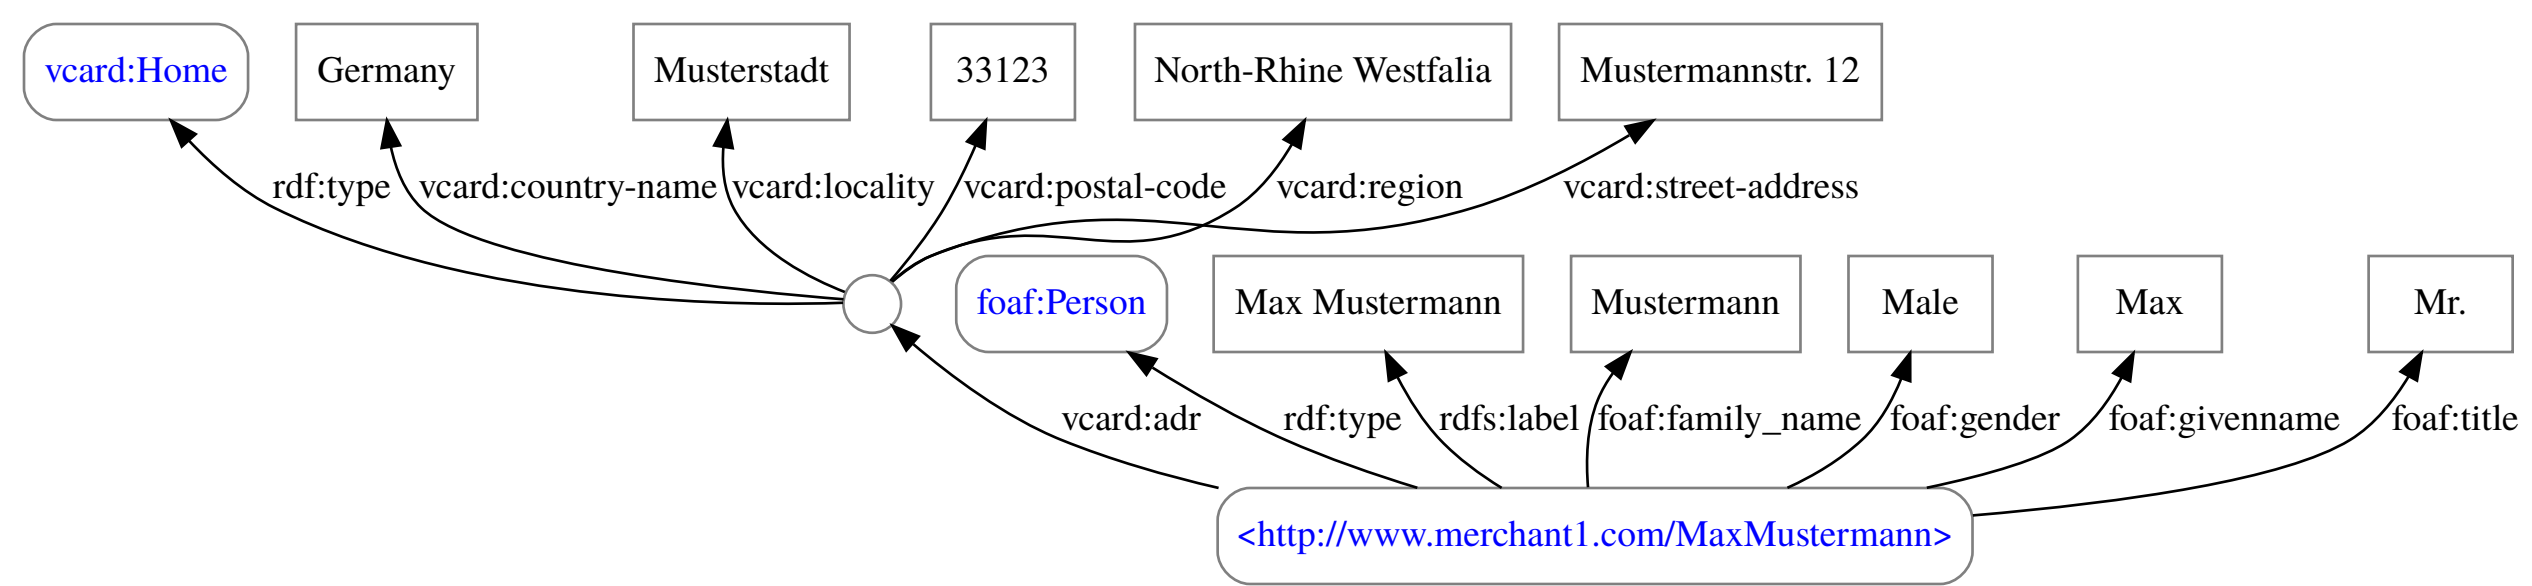 vcard:Home
Germany
Musterstadt
33123
North-Rhine Westfalia
Mustermannstr. 12
rdf:type
vcard:country-name
vcard:locality
vcard:postal-code
vcard:region
vcard:street-address
foaf:Person
Max Mustermann
Mustermann
Male
Max
Mr.
vcard:adr
rdf:type
rdfs:label
foaf:family_name
foaf:gender
foaf:givenname
foaf:title
<http://www.merchant1.com/MaxMustermann>